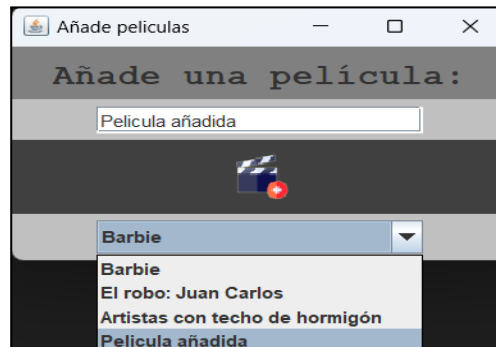 Añade peliculas
Añade una película:
Pelicula añadida
Barbie
Barbie
El robo: Juan Carlos
Artistas con techo de hormigón
Pelicula añadida